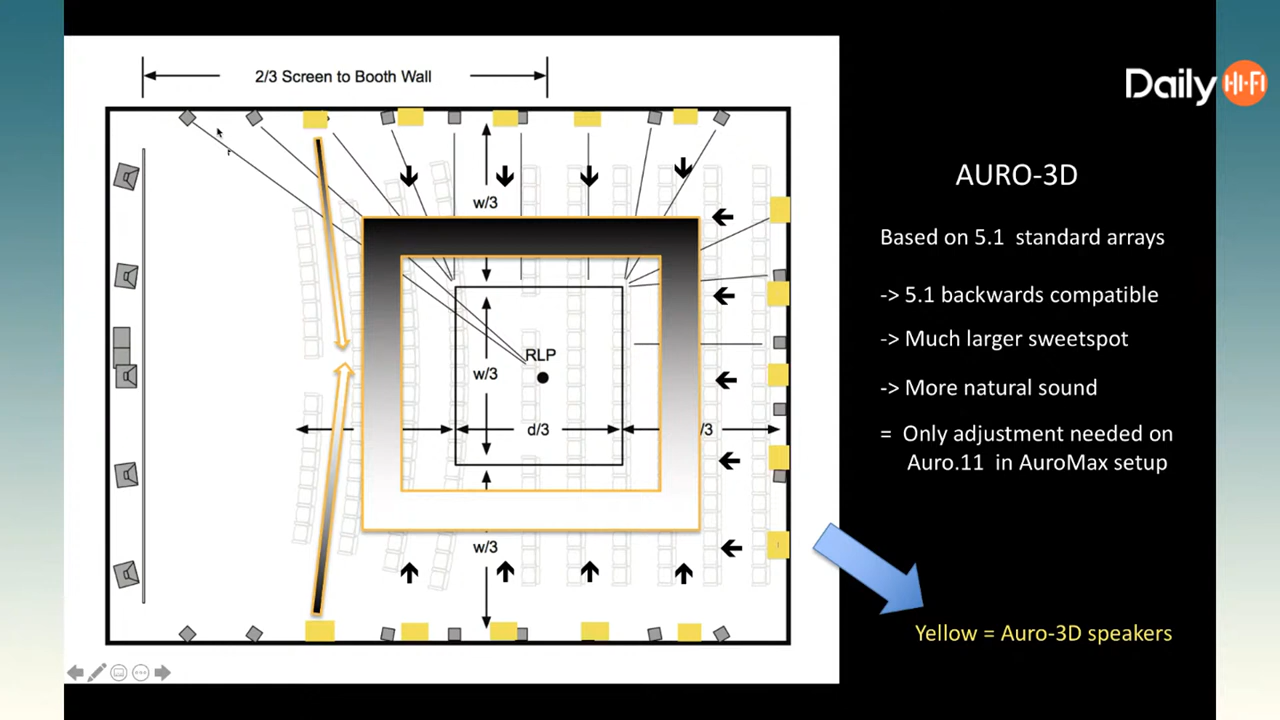 2/3 Screen to Booth Wall
Daily HI-FI
AURO-3D
Based on 5.1 standard arrays
-> 5.1 backwards compatible
-> Much larger sweetspot
-> More natural sound
= Only adjustment needed on
Auro.11 in AuroMax setup
w/3
RLP
w/3
d/3
/3
w/3
Yellow = Auro-3D speakers